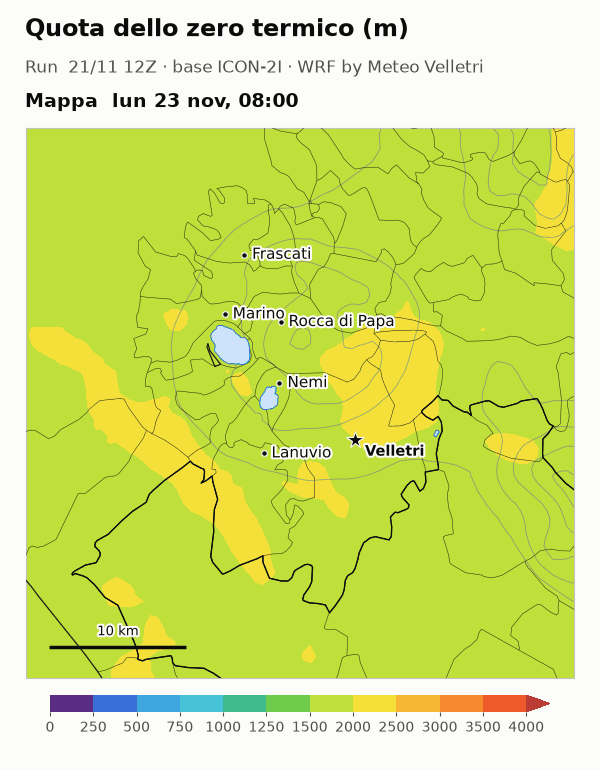 Quota dello zero termico (m)
Run  21/11 12Z · base ICON-2I · WRF by Meteo Velletri
Mappa  lun 23 nov, 08:00
Frascati
Marino
Rocca di Papa
Nemi
Velletri
Lanuvio
10 km
0 250 500 750 1000 1250 1500 2000 2500 3000 3500 4000